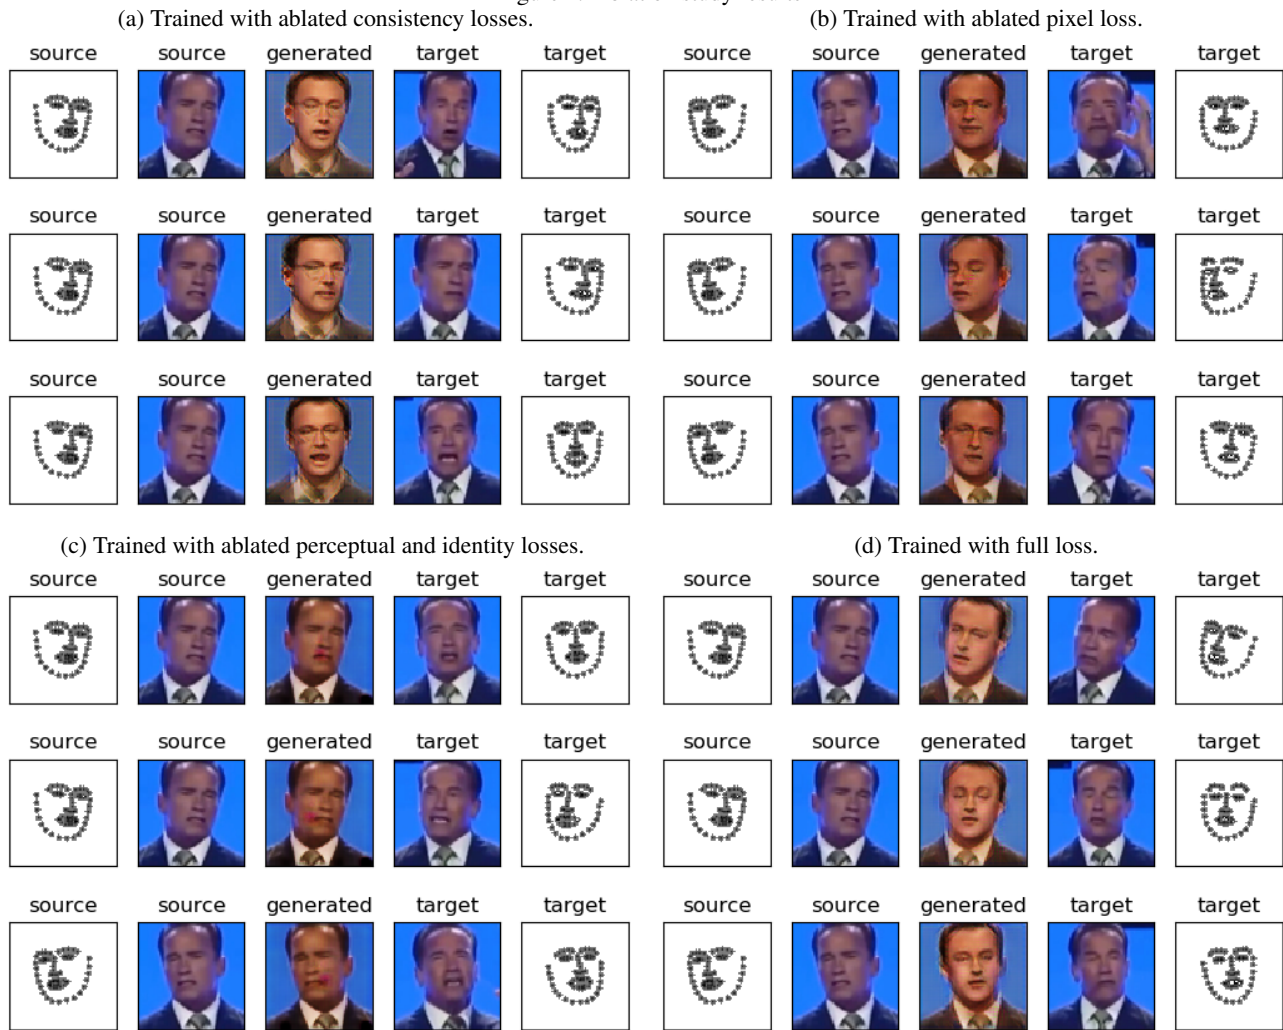 (a) Trained with ablated consistency losses.
source source generated target target
source source generated target target
source source generated target target
(b) Trained with ablated pixel loss.
source source generated target target
source source generated target target
source source generated target target
(c) Trained with ablated perceptual and identity losses.
source source generated target target
source source generated target target
source source generated target target
(d) Trained with full loss.
source source generated target target
source source generated target target
source source generated target target